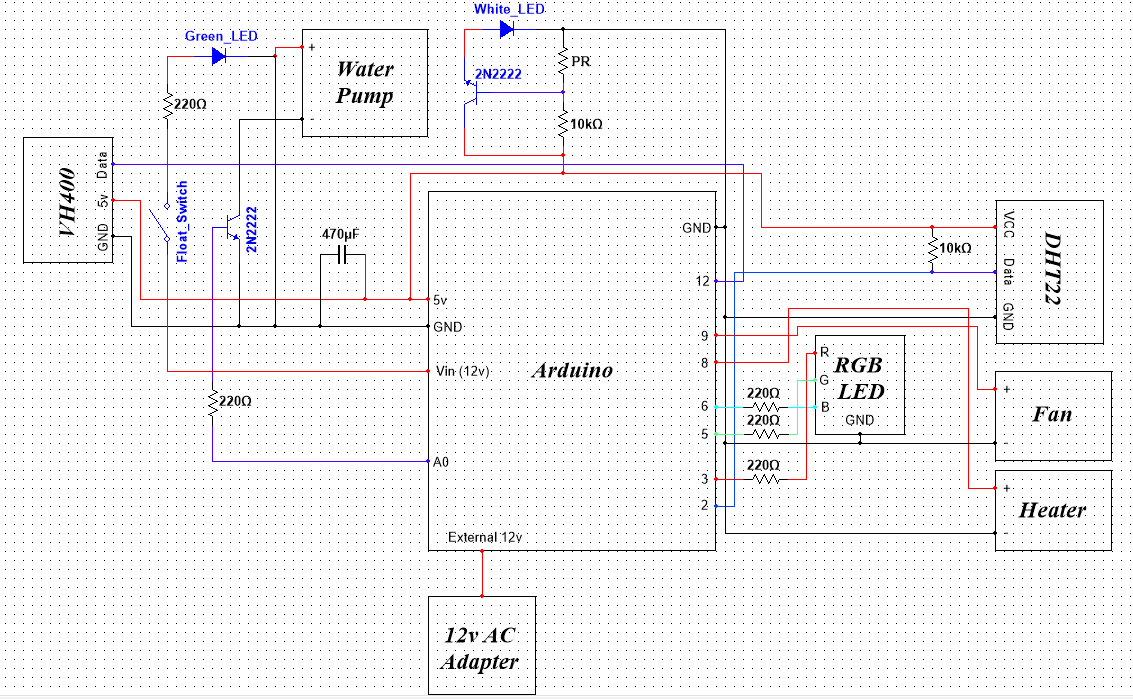 White_LED
Green_LED
+
Water
Pump
-
2N2222
PR
220Ω
10kΩ
VH400
Data
5v
GND
Float_Switch
2N2222
470µF
GND
12
9
8
6
5
3
2
5v
GND
Vin (12v)
A0
Arduino
External 12v
220Ω
10kΩ
VCC
Data
GND
DHT22
R
G
B
RGB
LED
GND
220Ω
220Ω
220Ω
+
-
Fan
+
-
Heater
12v AC
Adapter